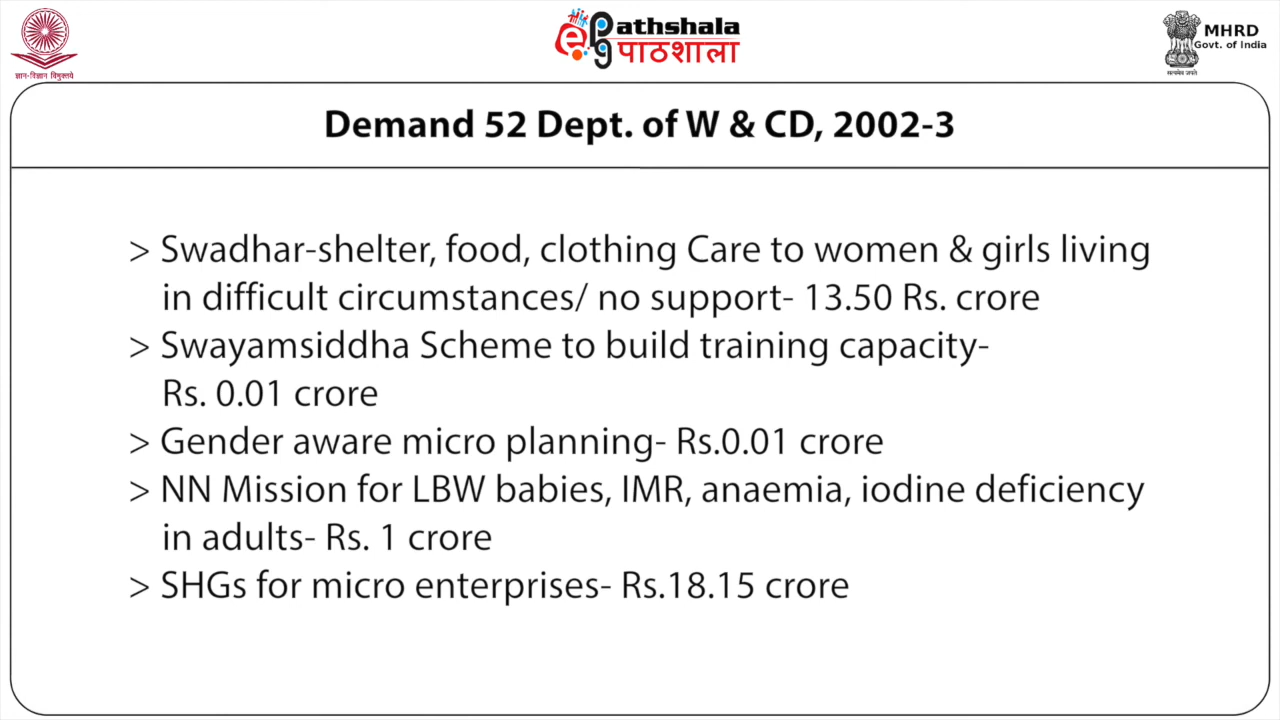 ज्ञान-विज्ञान विमुक्तये
ePathshala
पाठशाला
MHRD
Govt. of India
सत्यमेव जयते
Demand 52 Dept. of W & CD, 2002-3
> Swadhar-shelter, food, clothing Care to women & girls living
in difficult circumstances/ no support- 13.50 Rs. crore
> Swayamsiddha Scheme to build training capacity-
Rs. 0.01 crore
> Gender aware micro planning- Rs.0.01 crore
> NN Mission for LBW babies, IMR, anaemia, iodine deficiency
in adults- Rs. 1 crore
> SHGs for micro enterprises- Rs.18.15 crore